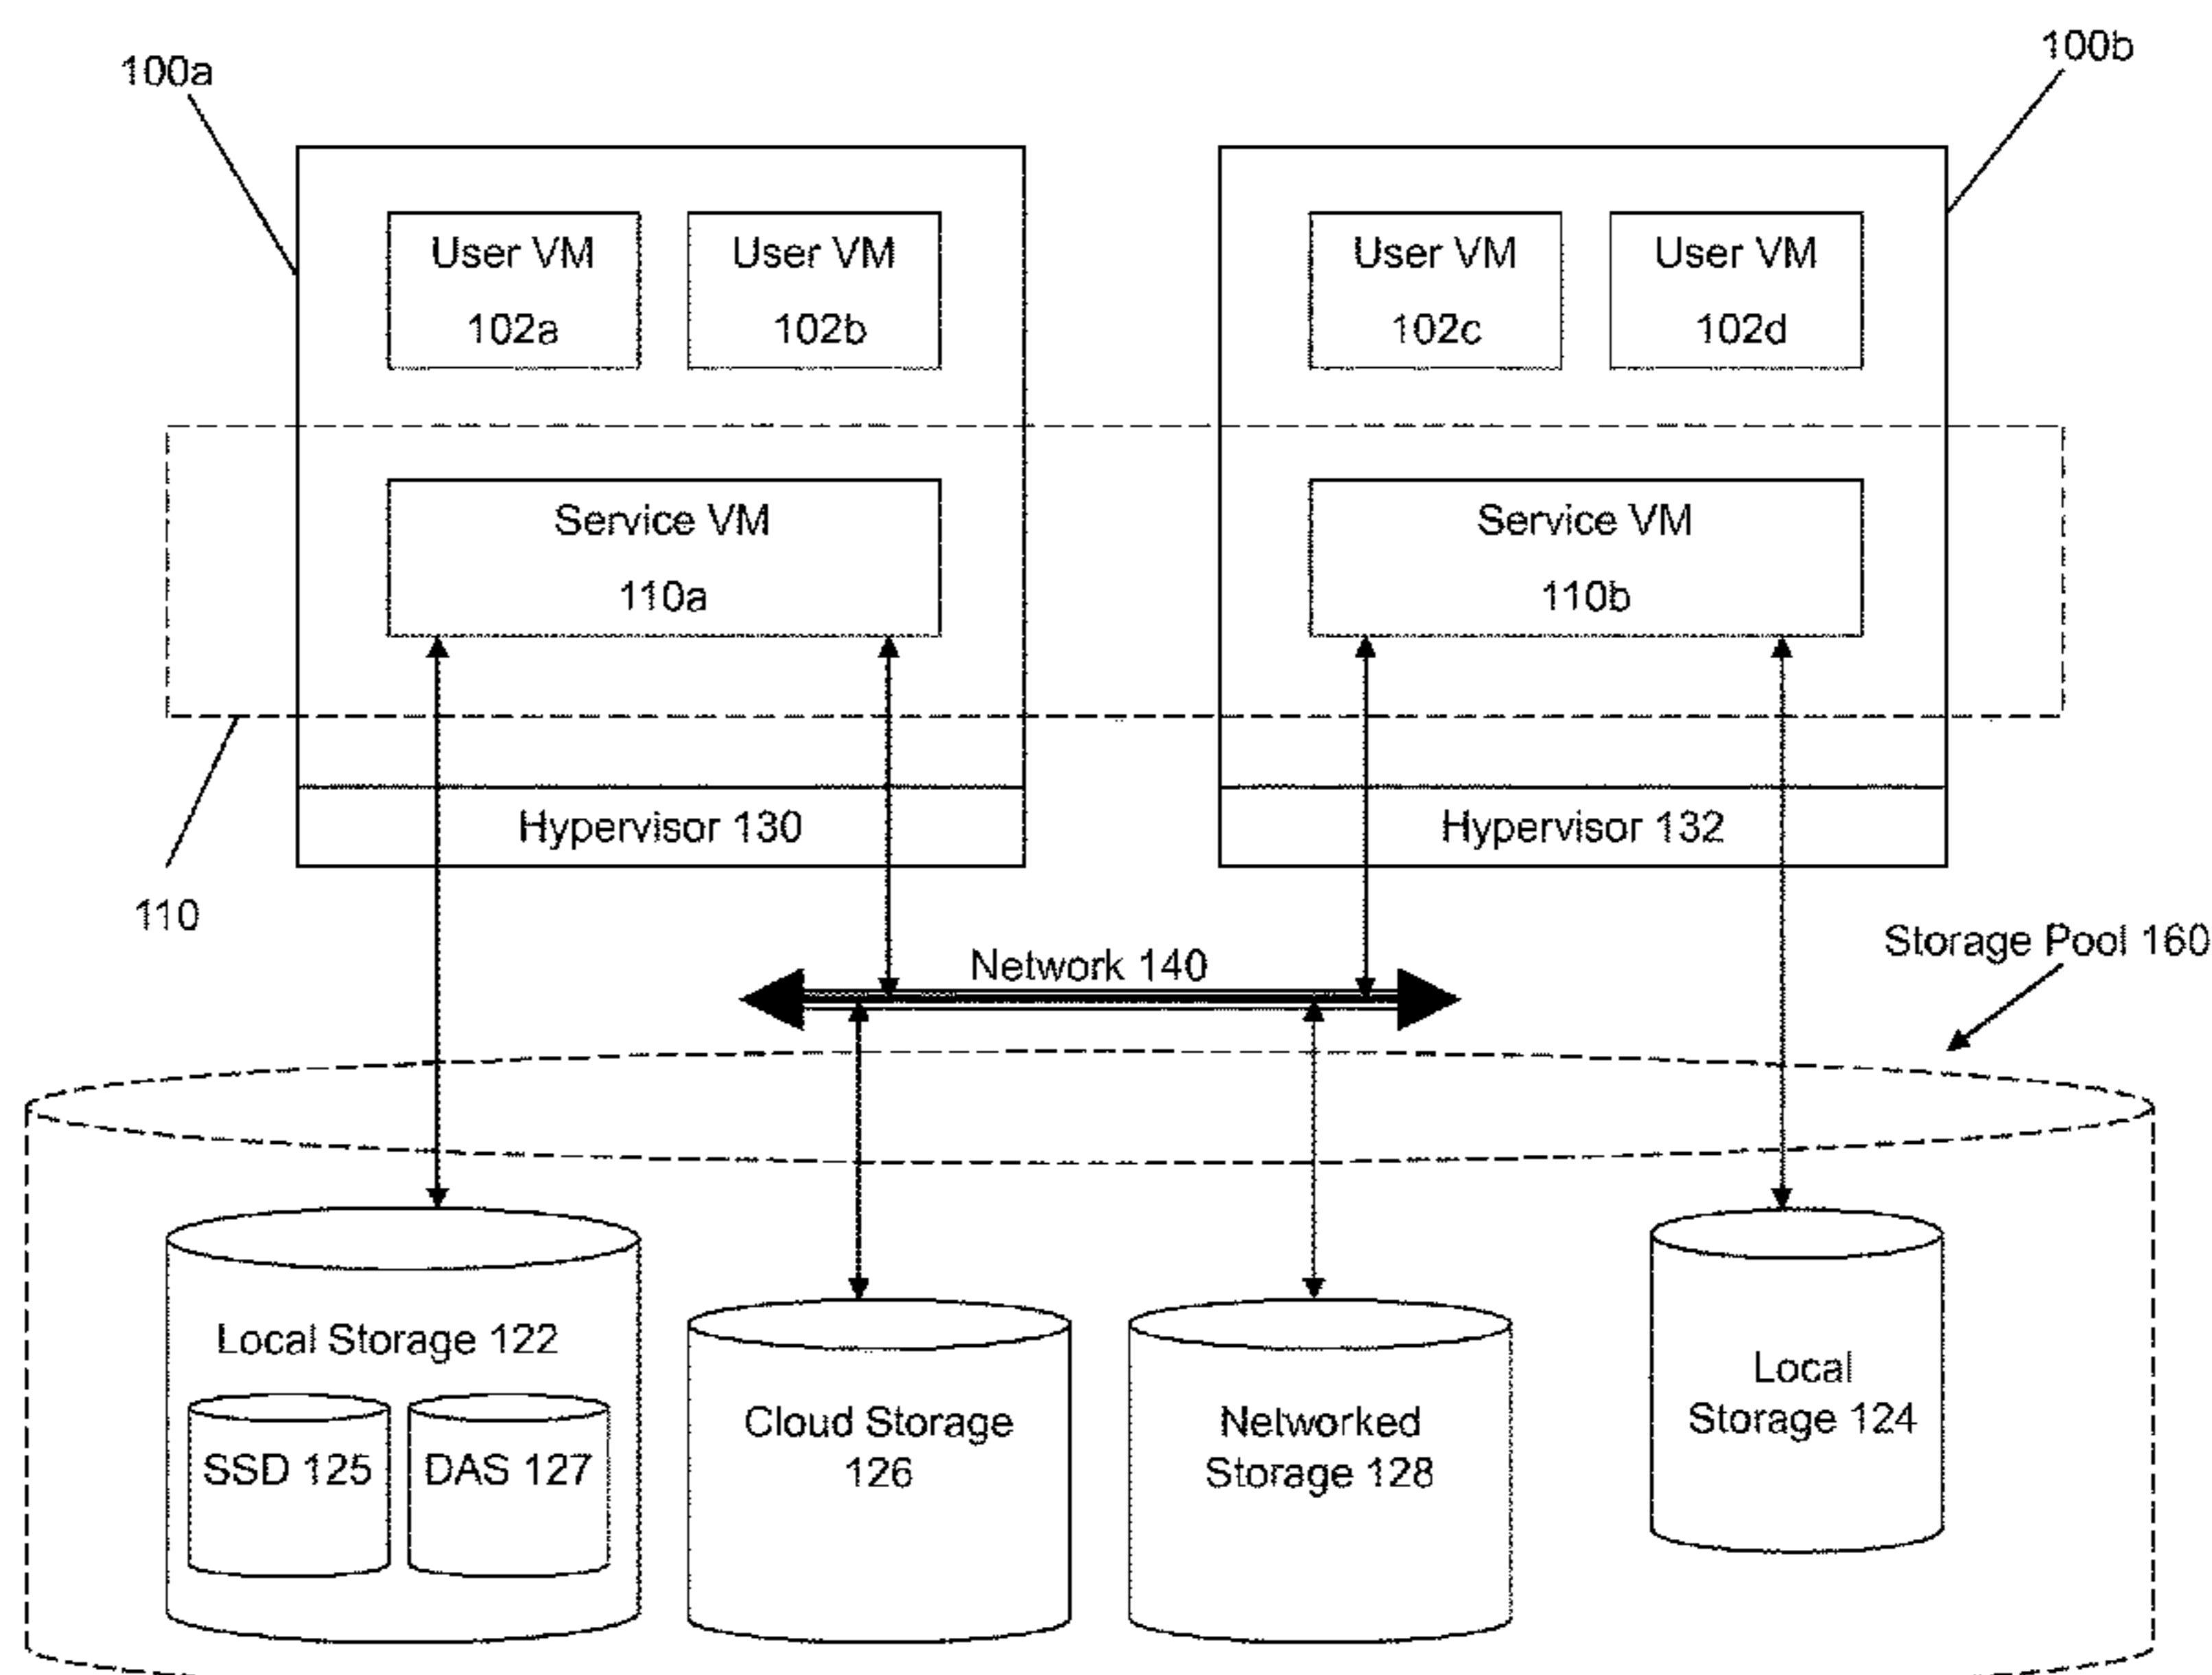 100a
100b
User VM
102a
User VM
102b
User VM
102c
User VM
102d
Service VM
110a
Service VM
110b
Hypervisor 130
Hypervisor 132
110
Storage Pool 160
Network 140
Local Storage 122
SSD 125
DAS 127
Cloud Storage
126
Networked
Storage 128
Local
Storage 124